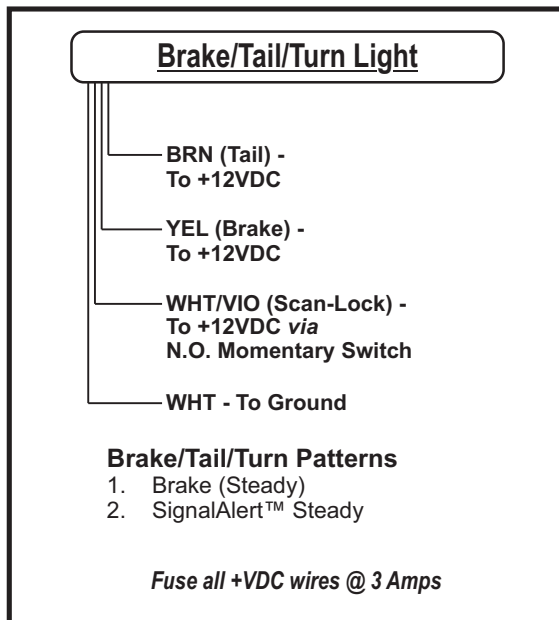 Brake/Tail/Turn Light
BRN (Tail) -
To +12VDC
YEL (Brake) -
To +12VDC
WHT/VIO (Scan-Lock) -
To +12VDC via
N.O. Momentary Switch
WHT - To Ground
Brake/Tail/Turn Patterns
1. Brake (Steady)
2. SignalAlert™ Steady
Fuse all +VDC wires @ 3 Amps